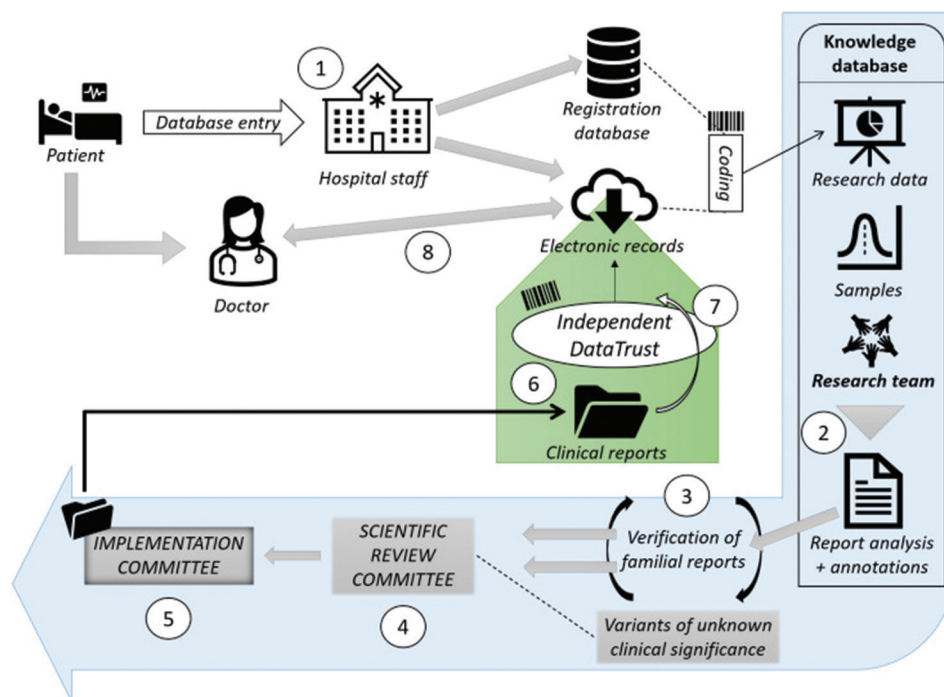 Knowledge
database
1
Patient
Database entry
Hospital staff
Registration
database
Coding
Research data
Electronic records
8
Doctor
Samples
7
Independent
DataTrust
6
Clinical reports
Research team
2
Report analysis
+ annotations
3
Verification of
familial reports
SCIENTIFIC
REVIEW
COMMITTEE
IMPLEMENTATION
COMMITTEE
5
4
Variants of unknown
clinical significance